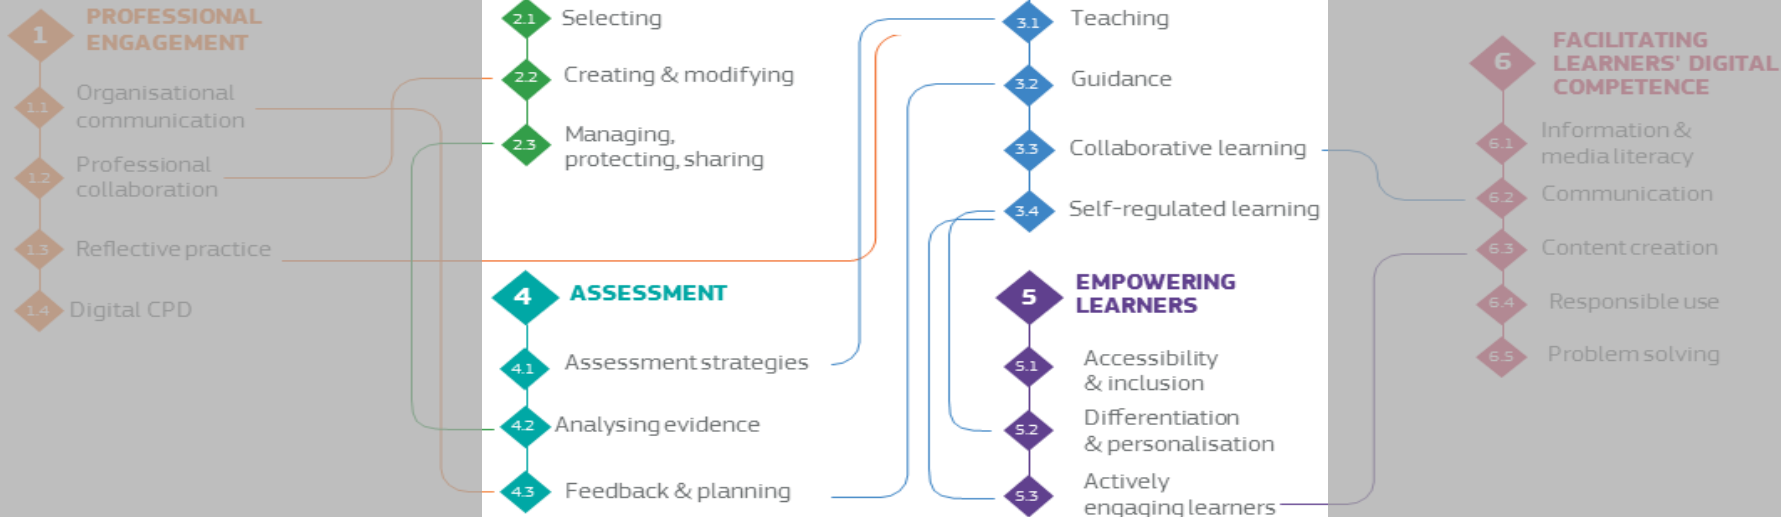 1 PROFESSIONAL
ENGAGEMENT
1.1 Organisational
communication
1.2 Professional
collaboration
1.3 Reflective practice
1.4 Digital CPD
2.1 Selecting
2.2 Creating & modifying
2.3 Managing,
protecting, sharing
4 ASSESSMENT
4.1 Assessment strategies
4.2 Analysing evidence
4.3 Feedback & planning
3.1 Teaching
3.2 Guidance
3.3 Collaborative learning
3.4 Self-regulated learning
5 EMPOWERING
LEARNERS
5.1 Accessibility
& inclusion
5.2 Differentiation
& personalisation
5.3 Actively
engaging learners
6 FACILITATING
LEARNERS' DIGITAL
COMPETENCE
6.1 Information &
media literacy
6.2 Communication
6.3 Content creation
6.4 Responsible use
6.5 Problem solving